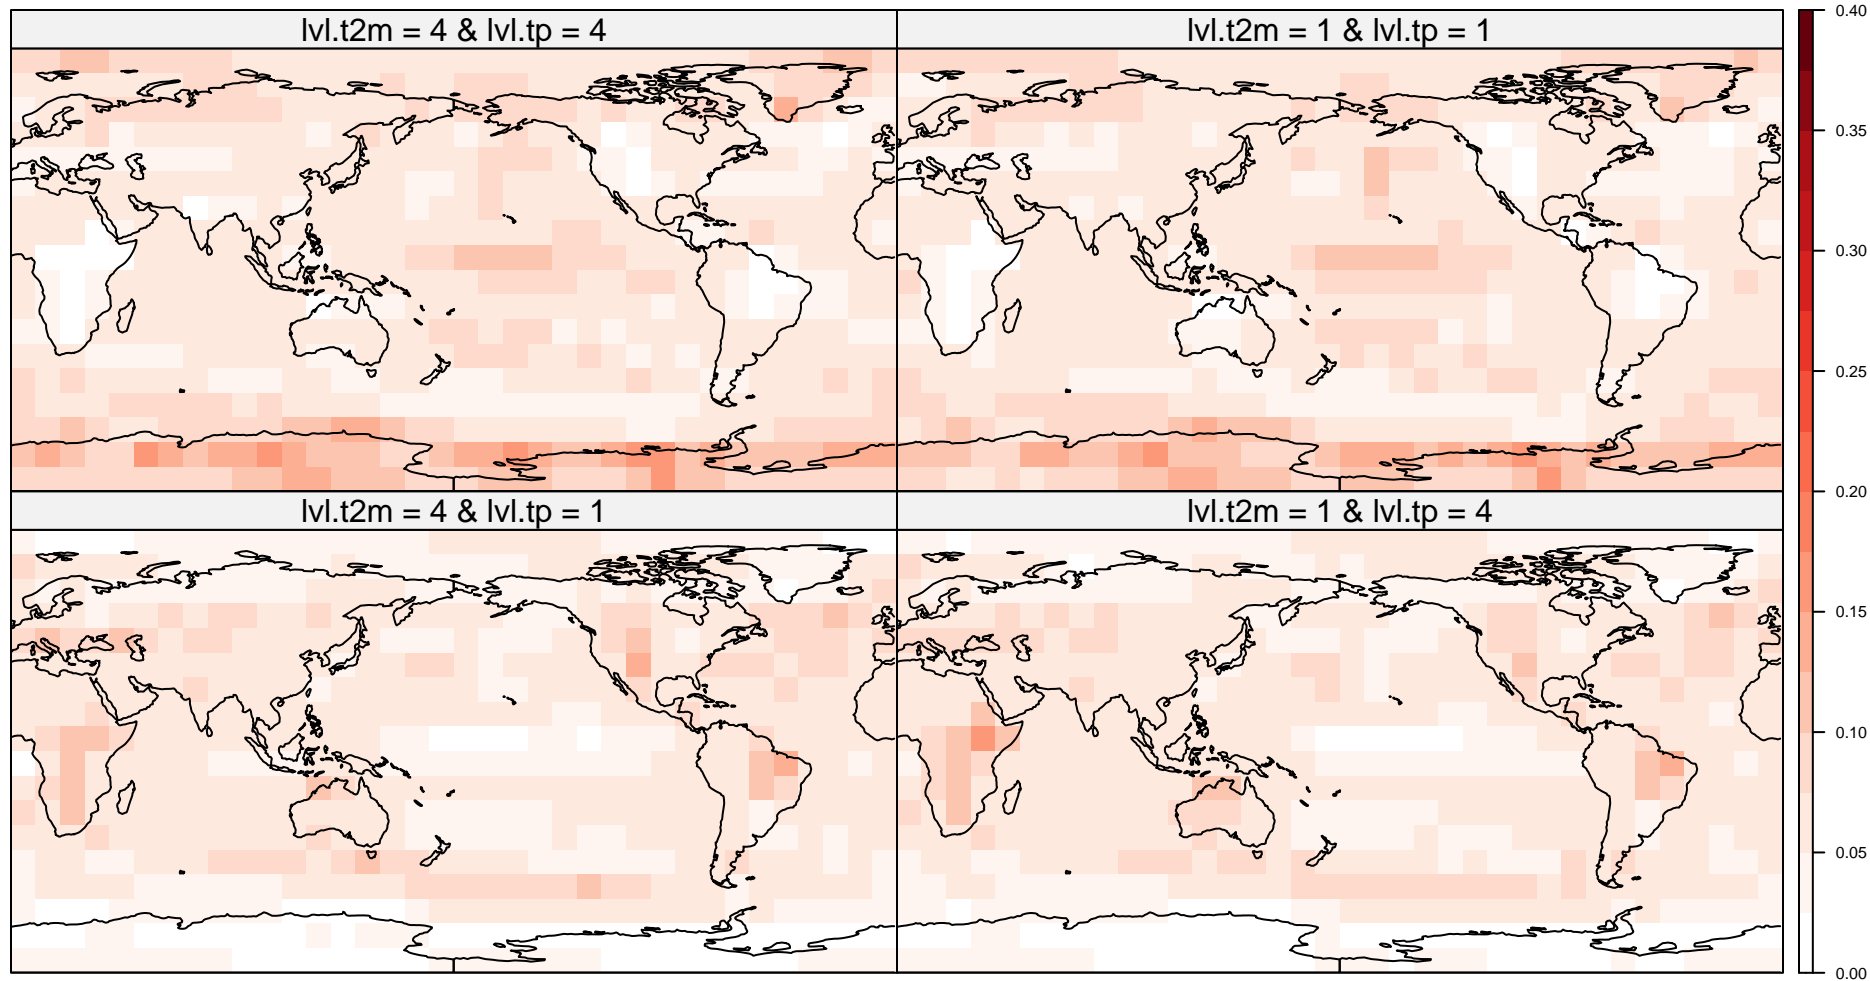 lvl.t2m = 4 & lvl.tp = 4
lvl.t2m = 1 & lvl.tp = 1
lvl.t2m = 4 & lvl.tp = 1
lvl.t2m = 1 & lvl.tp = 4
0.40
0.35
0.30
0.25
0.20
0.15
0.10
0.05
0.00